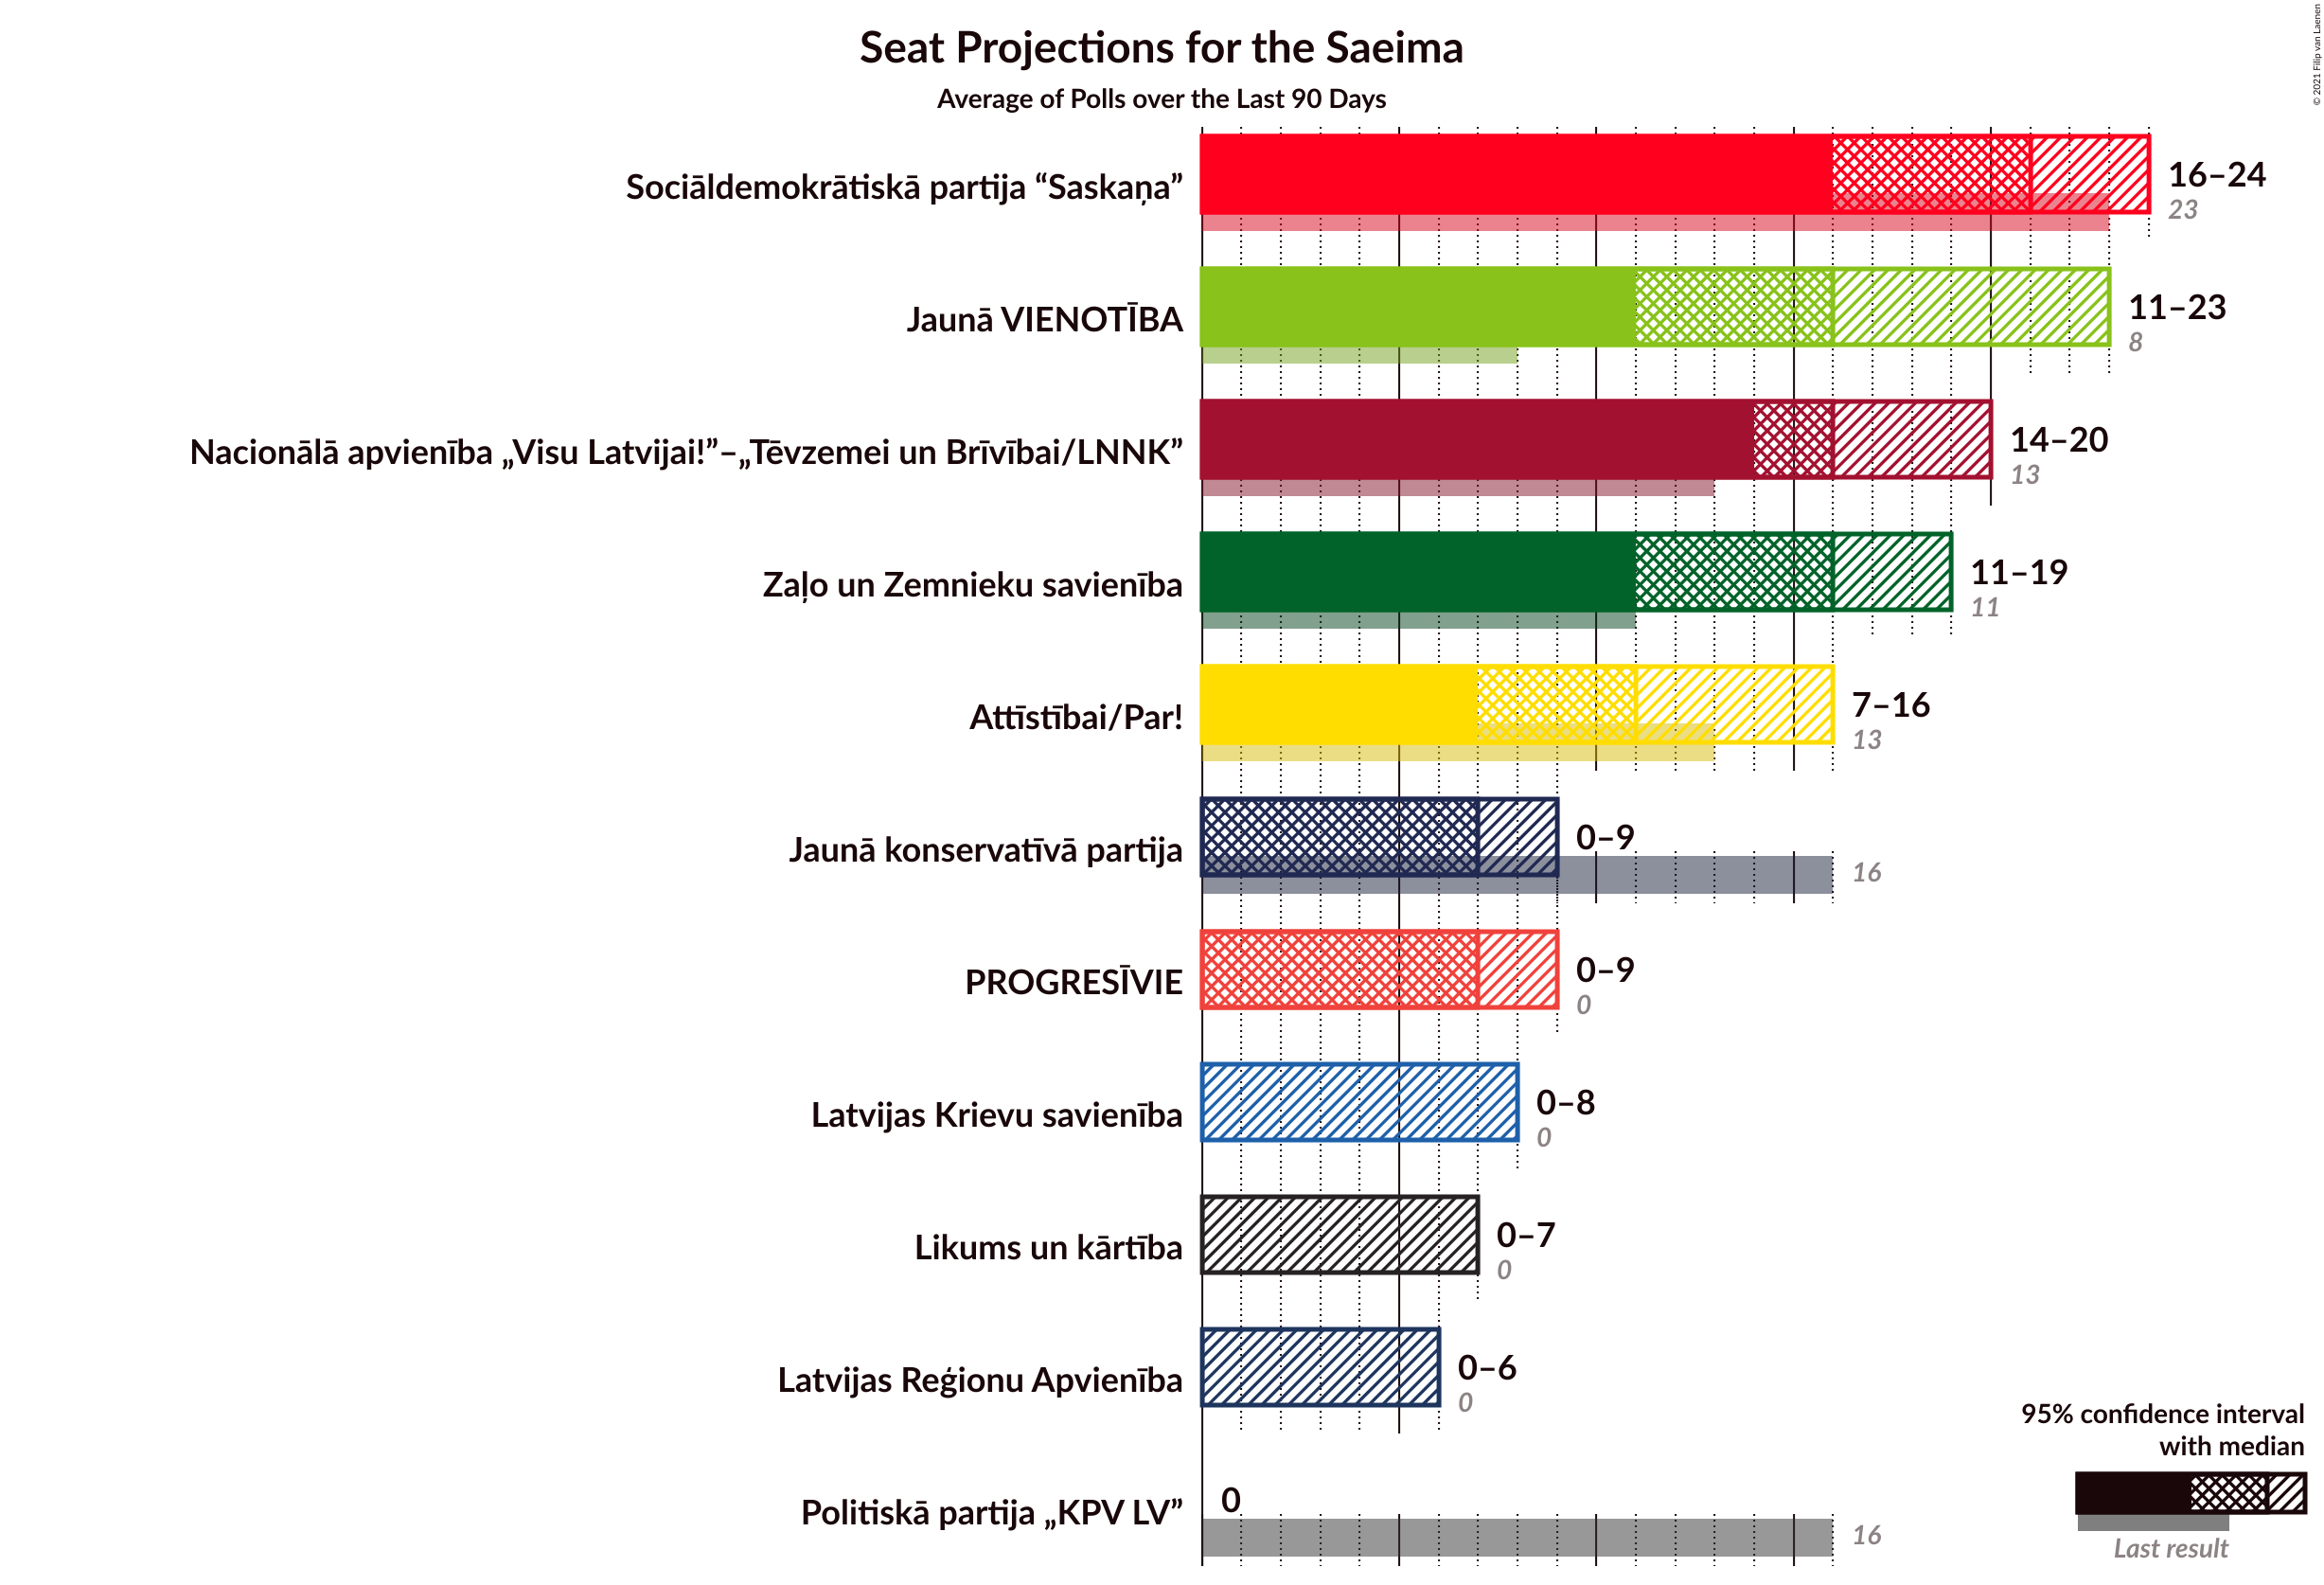 Seat Projections for the Saeima
Average of Polls over the Last 90 Days
© 2021 Filip van Laenen
Sociāldemokrātiskā partija “Saskaņa”
16–24
23
Jaunā VIENOTĪBA
11–23
8
Nacionālā apvienība „Visu Latvijai!”–„Tēvzemei un Brīvībai/LNNK”
14–20
13
Zaļo un Zemnieku savienība
11–19
11
Attīstībai/Par!
7–16
13
Jaunā konservatīvā partija
0–9
16
PROGRESĪVIE
0–9
0
Latvijas Krievu savienība
0–8
0
Likums un kārtība
0–7
0
Latvijas Reģionu Apvienība
0–6
0
Politiskā partija „KPV LV”
0
16
95% confidence interval
with median
Last result